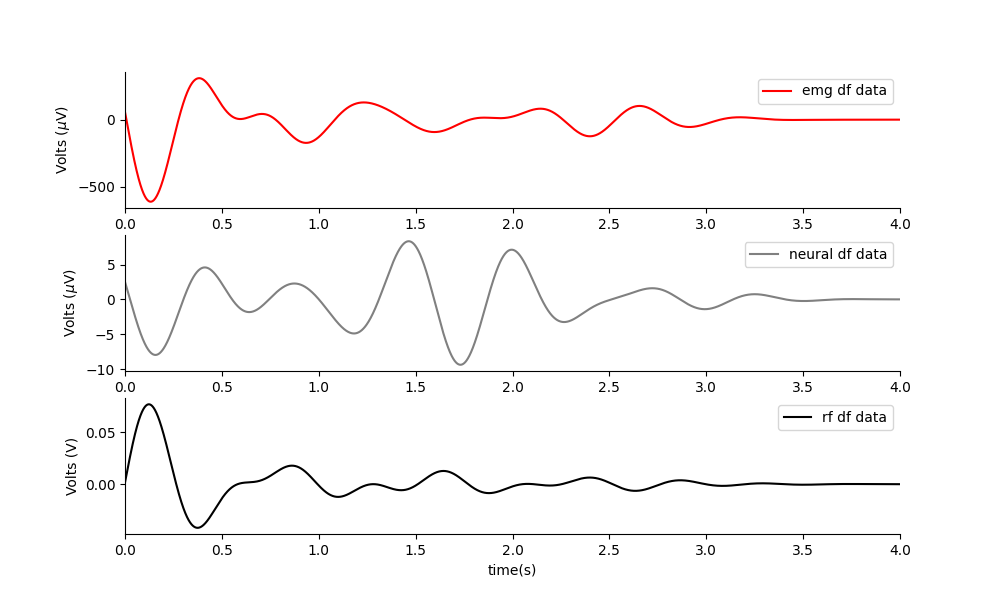 emg df data
Volts (μV)
0
−500
0.0 0.5 1.0 1.5 2.0 2.5 3.0 3.5 4.0
neural df data
Volts (μV)
5
0
−5
−10
0.0 0.5 1.0 1.5 2.0 2.5 3.0 3.5 4.0
rf df data
Volts (V)
0.05
0.00
0.0 0.5 1.0 1.5 2.0 2.5 3.0 3.5 4.0
time(s)